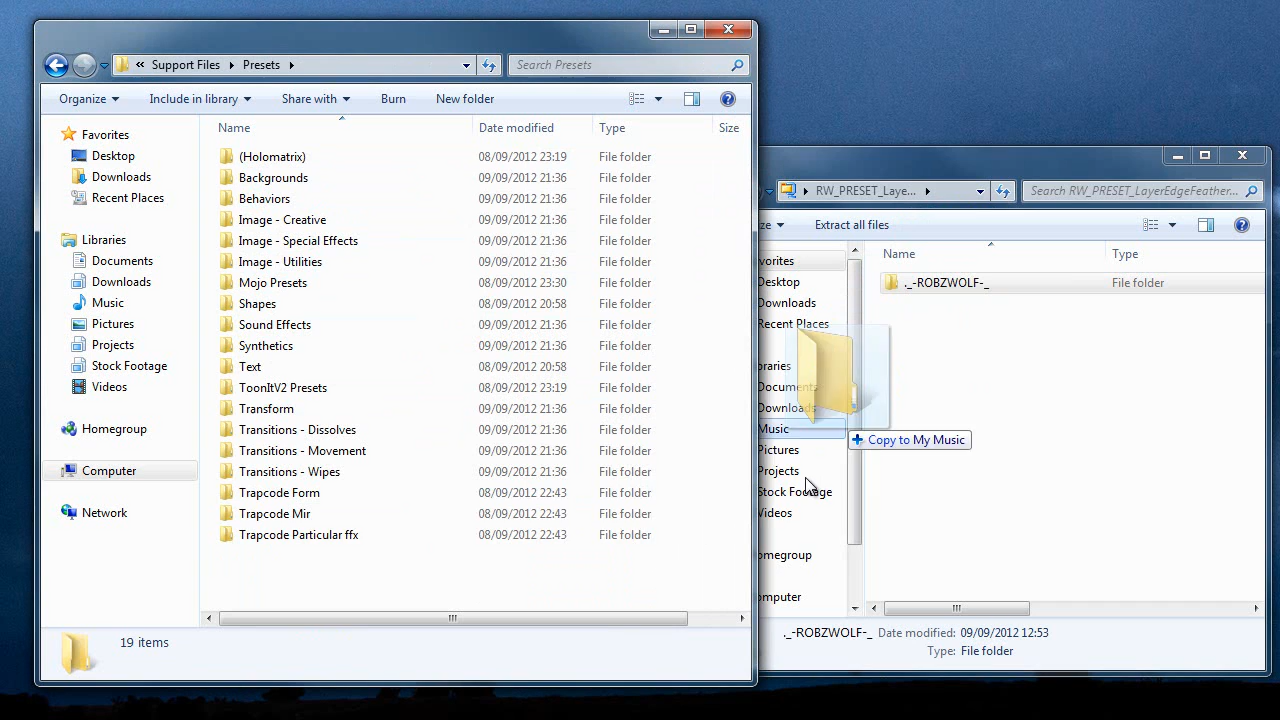 « Support Files Presets
Search Presets
Organize Include in library Share with Burn New folder
Name Date modified Type Size
Favorites
Desktop
Downloads
Recent Places
Libraries
Documents
Downloads
Music
Pictures
Projects
Stock Footage
Videos
Homegroup
Computer
Network
(Holomatrix) 08/09/2012 23:19 File folder
Backgrounds 09/09/2012 21:36 File folder
Behaviors 09/09/2012 21:36 File folder
Image - Creative 09/09/2012 21:36 File folder
Image - Special Effects 09/09/2012 21:36 File folder
Image - Utilities 09/09/2012 21:36 File folder
Mojo Presets 08/09/2012 23:30 File folder
Shapes 08/09/2012 20:58 File folder
Sound Effects 09/09/2012 21:36 File folder
Synthetics 09/09/2012 21:36 File folder
Text 08/09/2012 20:58 File folder
ToonItV2 Presets 08/09/2012 23:19 File folder
Transform 09/09/2012 21:36 File folder
Transitions - Dissolves 09/09/2012 21:36 File folder
Transitions - Movement 09/09/2012 21:36 File folder
Transitions - Wipes 09/09/2012 21:36 File folder
Trapcode Form 08/09/2012 22:43 File folder
Trapcode Mir 08/09/2012 22:43 File folder
Trapcode Particular ffx 08/09/2012 22:43 File folder
19 items
RW_PRESET_Laye...
Search RW_PRESET_LayerEdgeFeather...
ze Extract all files
Name Type
vorites
Desktop
Downloads
Recent Places
braries
Documents
Downloads
Music
Pictures
Projects
Stock Footage
Videos
omegroup
omputer
._-ROBZWOLF-_ File folder
Copy to My Music
._-ROBZWOLF-_ Date modified: 09/09/2012 12:53
Type: File folder